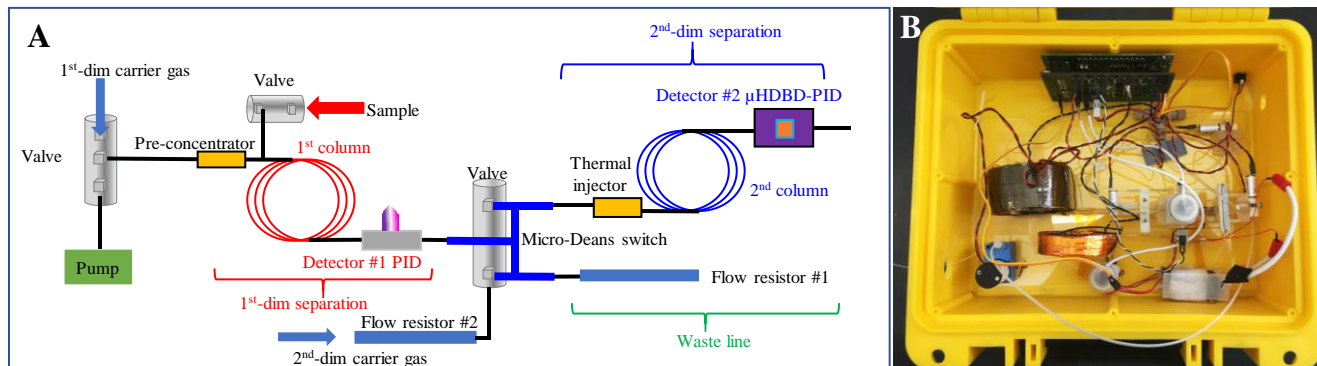 A
1st-dim carrier gas
Valve
Sample
Valve
Pre-concentrator
1st column
Pump
Detector #1 PID
1st-dim separation
Flow resistor #2
2nd-dim carrier gas
2nd-dim separation
Detector #2 µHDBD-PID
Thermal
injector
2nd column
Valve
Micro-Deans switch
Flow resistor #1
Waste line
B